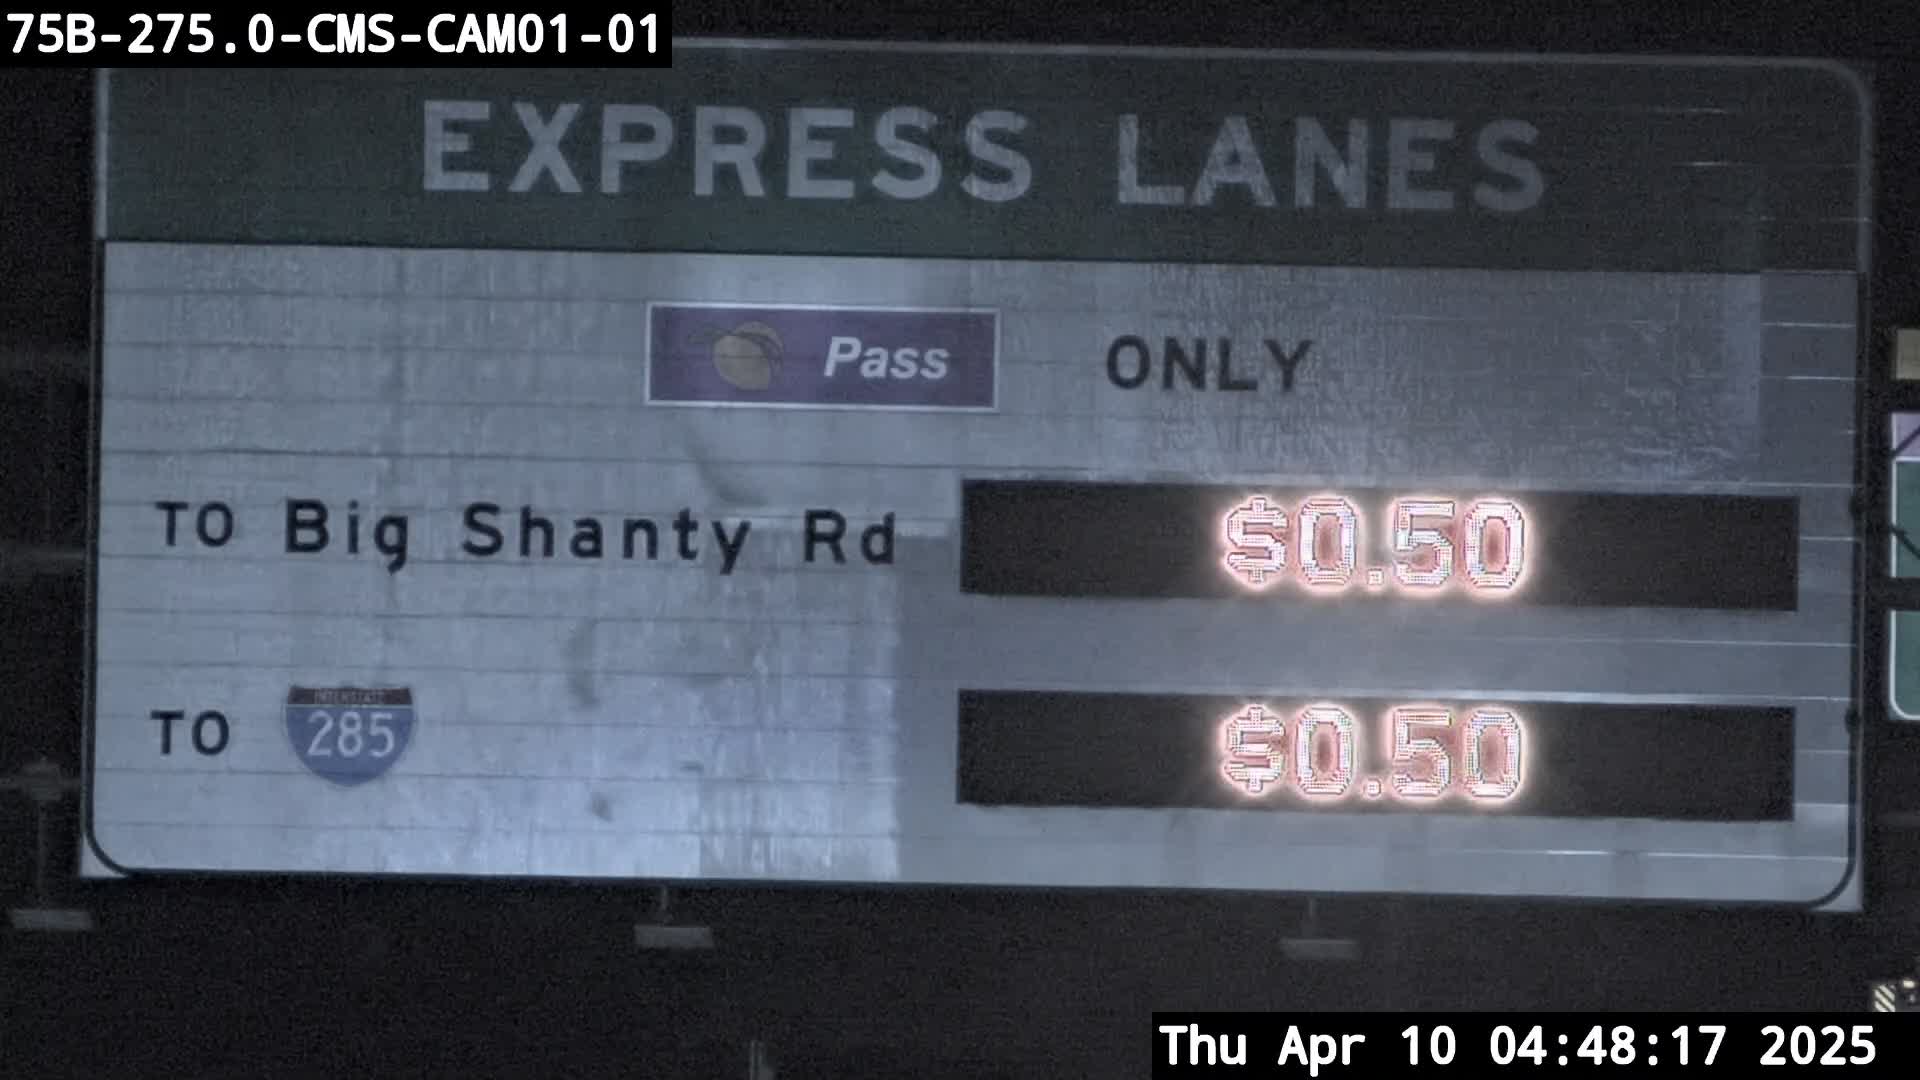 75B-275.0-CMS-CAM01-01
EXPRESS LANES
Pass ONLY
TO Big Shanty Rd $0.50
TO INTERSTATE 285 $0.50
Thu Apr 10 04:48:17 2025